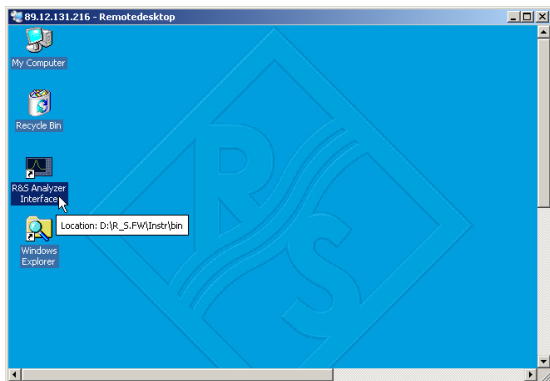 89.12.131.216 - Remotedesktop
My Computer
Recycle Bin
R&S Analyzer
Interface
Location: D:\R_S.FW\Instr\bin
Windows
Explorer
R
S